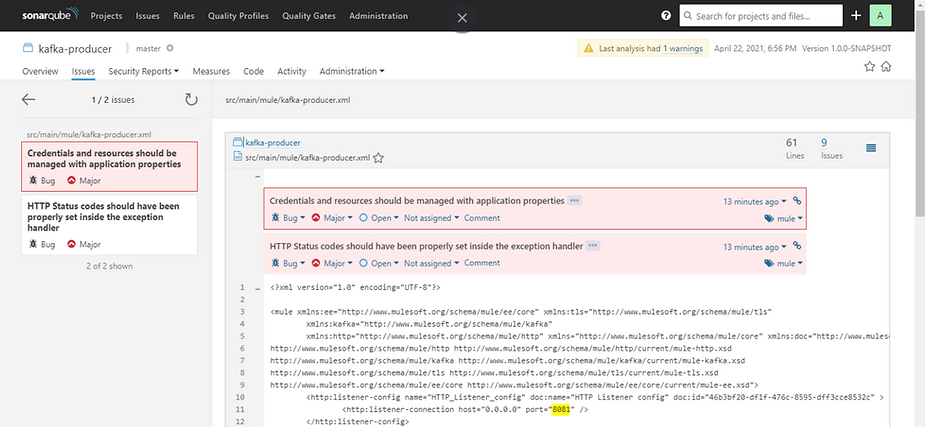 sonarqube Projects Issues Rules Quality Profiles Quality Gates Administration Search for projects and files... A
kafka-producer master Last analysis had 1 warnings April 22, 2021, 6:56 PM Version 1.0.0-SNAPSHOT
Overview Issues Security Reports Measures Code Activity Administration
1 / 2 issues
src/main/mule/kafka-producer.xml
Credentials and resources should be
managed with application properties
Bug Major
HTTP Status codes should have been
properly set inside the exception
handler
Bug Major
2 of 2 shown
src/main/mule/kafka-producer.xml
kafka-producer
src/main/mule/kafka-producer.xml
61 Lines
9 Issues
Credentials and resources should be managed with application properties ••• 13 minutes ago
Bug Major Open Not assigned Comment mule
HTTP Status codes should have been properly set inside the exception handler ••• 13 minutes ago
Bug Major Open Not assigned Comment mule
1 <?xml version="1.0" encoding="UTF-8"?>
2
3 <mule xmlns:ee="http://www.mulesoft.org/schema/mule/ee/core" xmlns:tls="http://www.mulesoft.org/schema/mule/tls"
4 xmlns:kafka="http://www.mulesoft.org/schema/mule/kafka"
5 xmlns:http="http://www.mulesoft.org/schema/mule/http" xmlns="http://www.mulesoft.org/schema/mule/core" xmlns:doc="http://www.mules
6 http://www.mulesoft.org/schema/mule/http http://www.mulesoft.org/schema/mule/http/current/mule-http.xsd
7 http://www.mulesoft.org/schema/mule/kafka http://www.mulesoft.org/schema/mule/kafka/current/mule-kafka.xsd
8 http://www.mulesoft.org/schema/mule/tls http://www.mulesoft.org/schema/mule/tls/current/mule-tls.xsd
9 http://www.mulesoft.org/schema/mule/ee/core http://www.mulesoft.org/schema/mule/ee/core/current/mule-ee.xsd">
10 <http:listener-config name="HTTP_Listener_config" doc:name="HTTP Listener config" doc:id="46b3bf20-df1f-476c-8595-dff3cce8532c" >
11 <http:listener-connection host="0.0.0.0" port="8081" />
12 </http:listener-config>